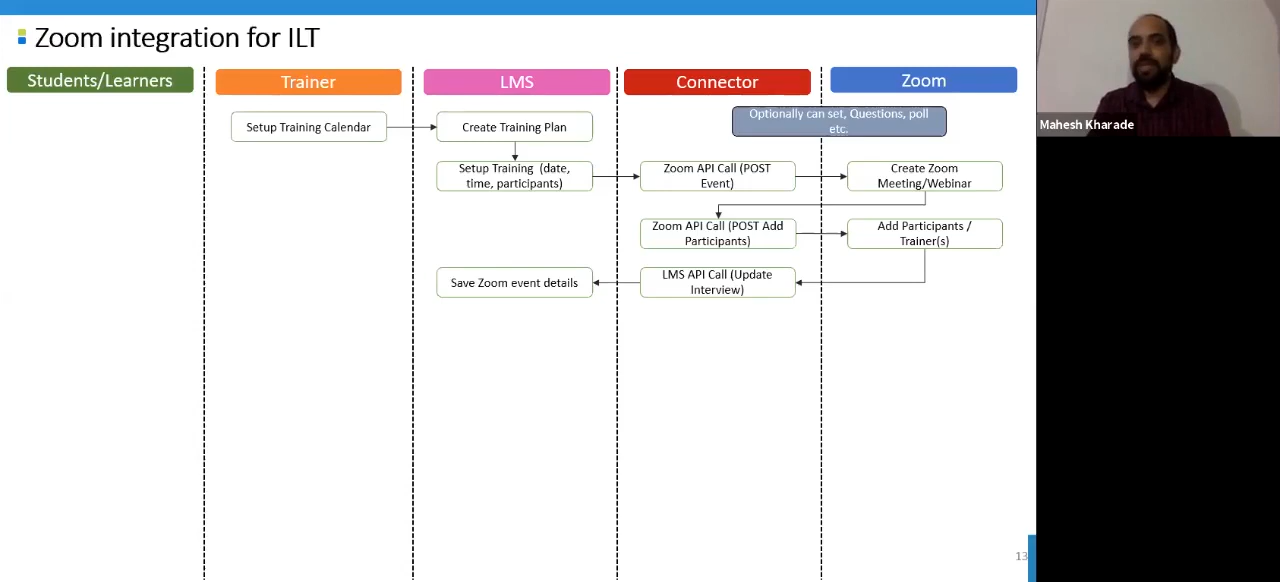 Zoom integration for ILT
Students/Learners
Trainer
LMS
Connector
Zoom
Optionally can set, Questions, poll
etc.
Setup Training Calendar
Create Training Plan
Setup Training (date,
time, participants)
Zoom API Call (POST
Event)
Create Zoom
Meeting/Webinar
Zoom API Call (POST Add
Participants)
Add Participants /
Trainer(s)
Save Zoom event details
LMS API Call (Update
Interview)
Mahesh Kharade
13